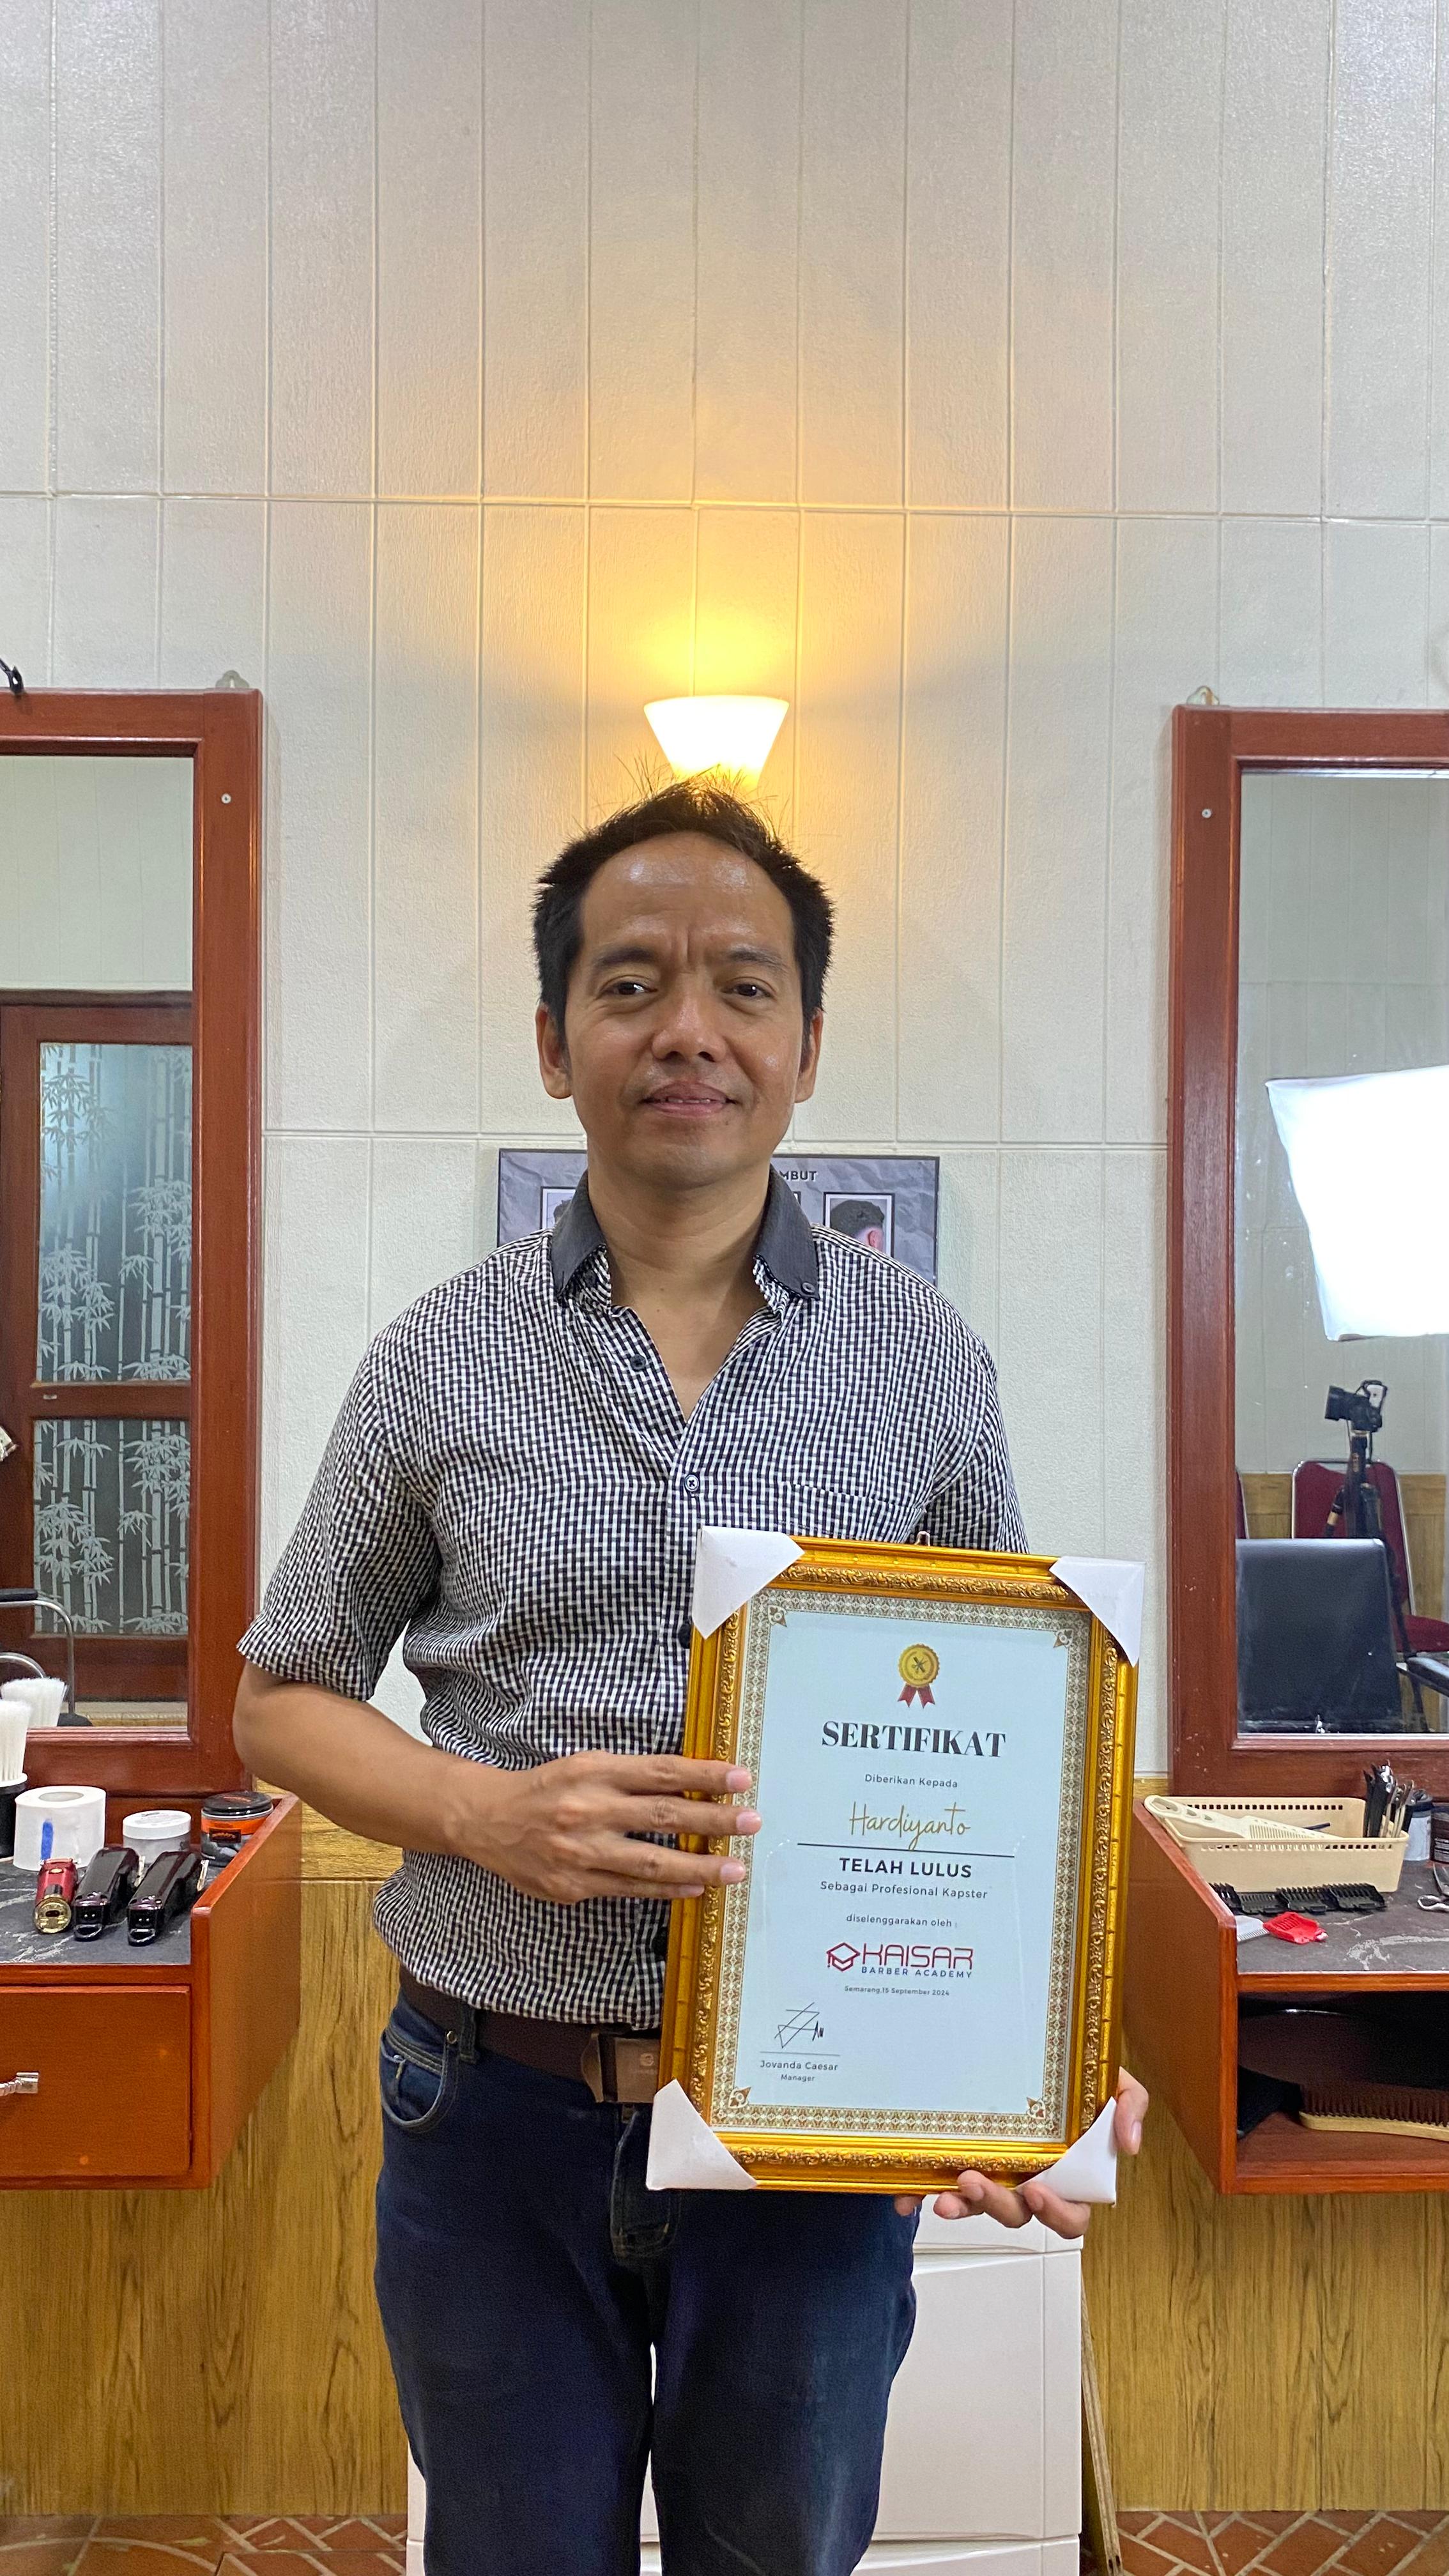 MBUT
SERTIFIKAT
Diberikan Kepada
Hardiyanto
TELAH LULUS
Sebagai Profesional Kapster
diselenggarakan oleh :
KAISAR
BARBER ACADEMY
Semarang,15 September 2024
Jovanda Caesar
Manager